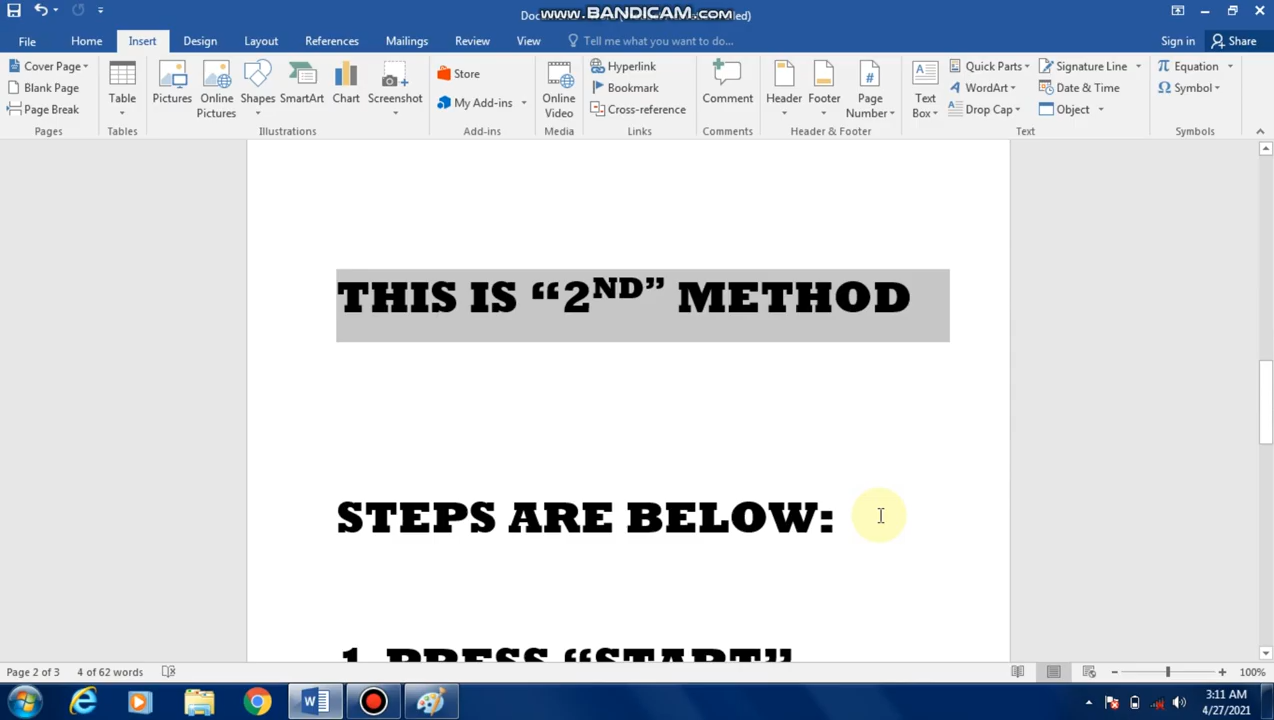 Doc led)
www.BANDICAM.com
File Home Insert Design Layout References Mailings Review View Tell me what you want to do... Sign in Share
Cover Page
Blank Page
Page Break
Pages
Table
Tables
Pictures Online Pictures Shapes SmartArt Chart Screenshot
Illustrations
Store
My Add-ins
Add-ins
Online Video
Media
Hyperlink
Bookmark
Cross-reference
Links
Comment
Comments
Header Footer Page Number
Header & Footer
Text Box
Quick Parts
WordArt
Drop Cap
Signature Line
Date & Time
Object
Text
Equation
Symbol
Symbols
THIS IS “2ND” METHOD
STEPS ARE BELOW:
1. PRESS “START”
Page 2 of 3 4 of 62 words 100%
3:11 AM
4/27/2021